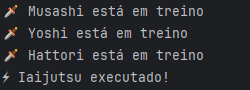 🗡️ Musashi está em treino
🗡️ Yoshi está em treino
🗡️ Hattori está em treino
⚡ Iaijutsu executado!